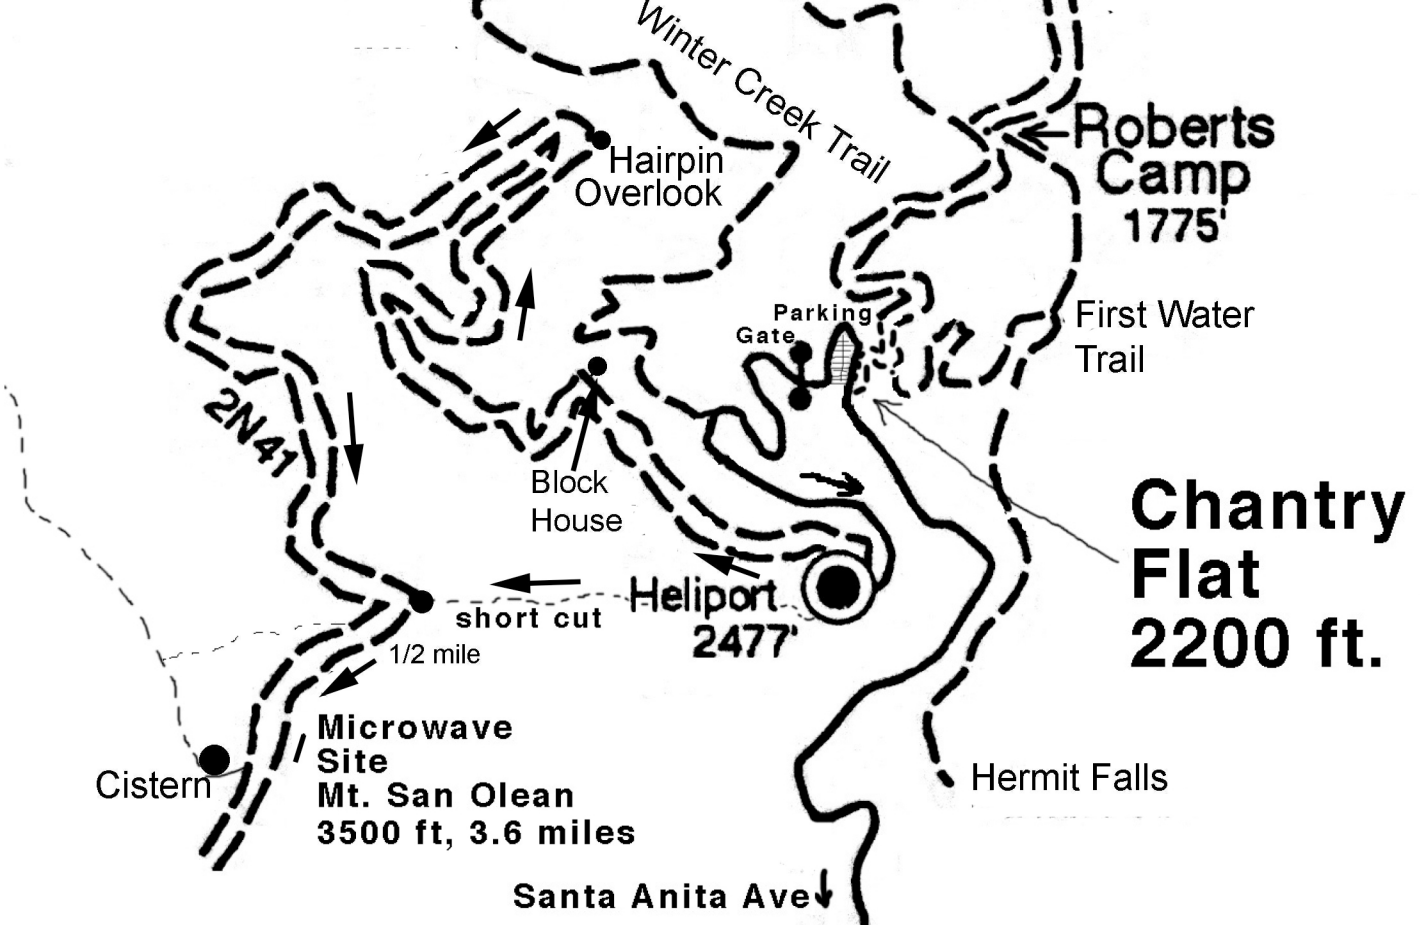 Winter Creek Trail
Roberts
Camp
1775'
Hairpin
Overlook
Parking
Gate
First Water
Trail
2N41
Block
House
Chantry
Flat
2200 ft.
Heliport
2477'
short cut
1/2 mile
Microwave
Site
Mt. San Olean
3500 ft, 3.6 miles
Cistern
Hermit Falls
Santa Anita Ave